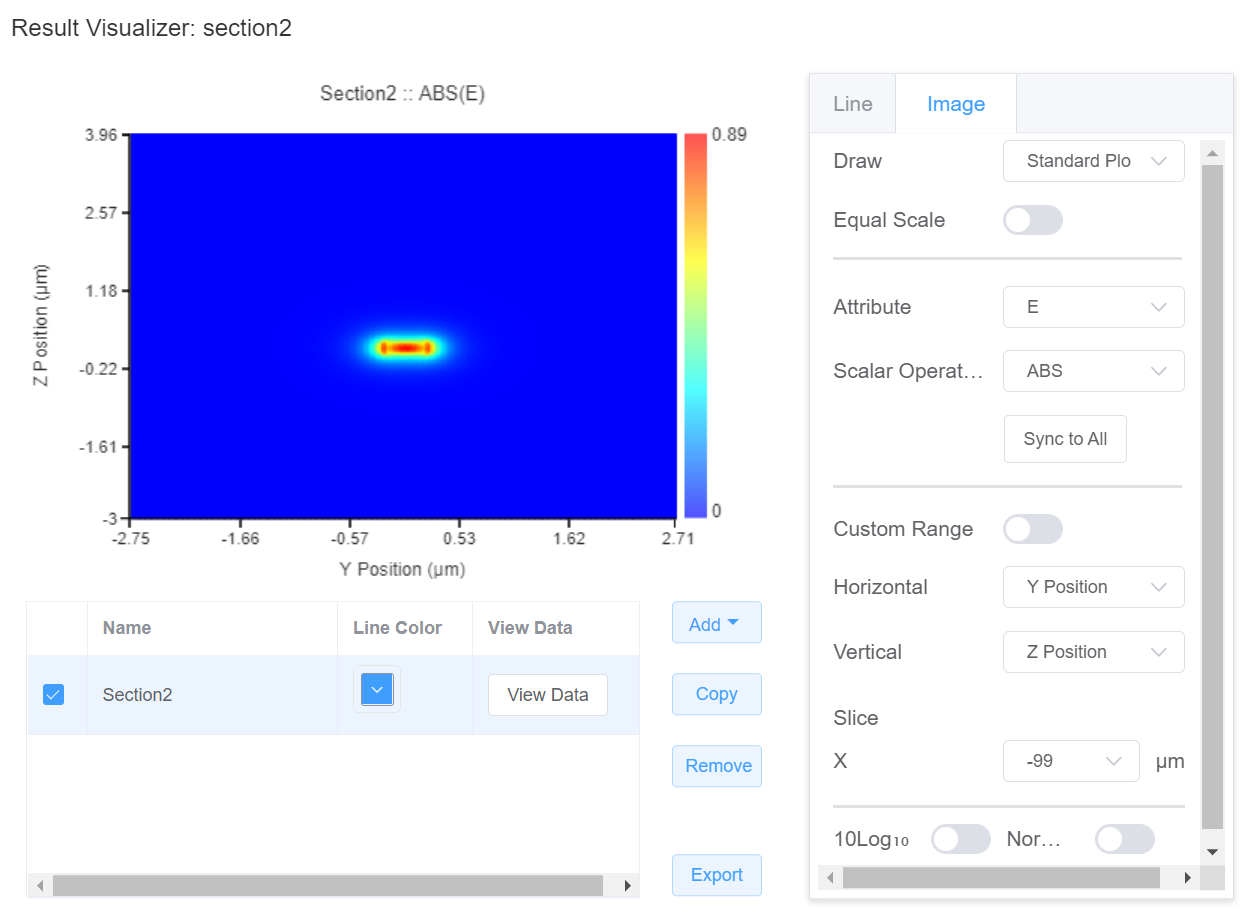 Result Visualizer: section2
Section2 :: ABS(E)
3.96
2.57
1.18
-0.22
-1.61
-3
Z Position (μm)
-2.75 -1.66 -0.57 0.53 1.62 2.71
Y Position (μm)
0.89
0
Name Line Color View Data
Section2 View Data
Add
Copy
Remove
Export
Line Image
Draw Standard Plo
Equal Scale
Attribute E
Scalar Operat... ABS
Sync to All
Custom Range
Horizontal Y Position
Vertical Z Position
Slice
X -99 μm
10Log₁₀ Nor...